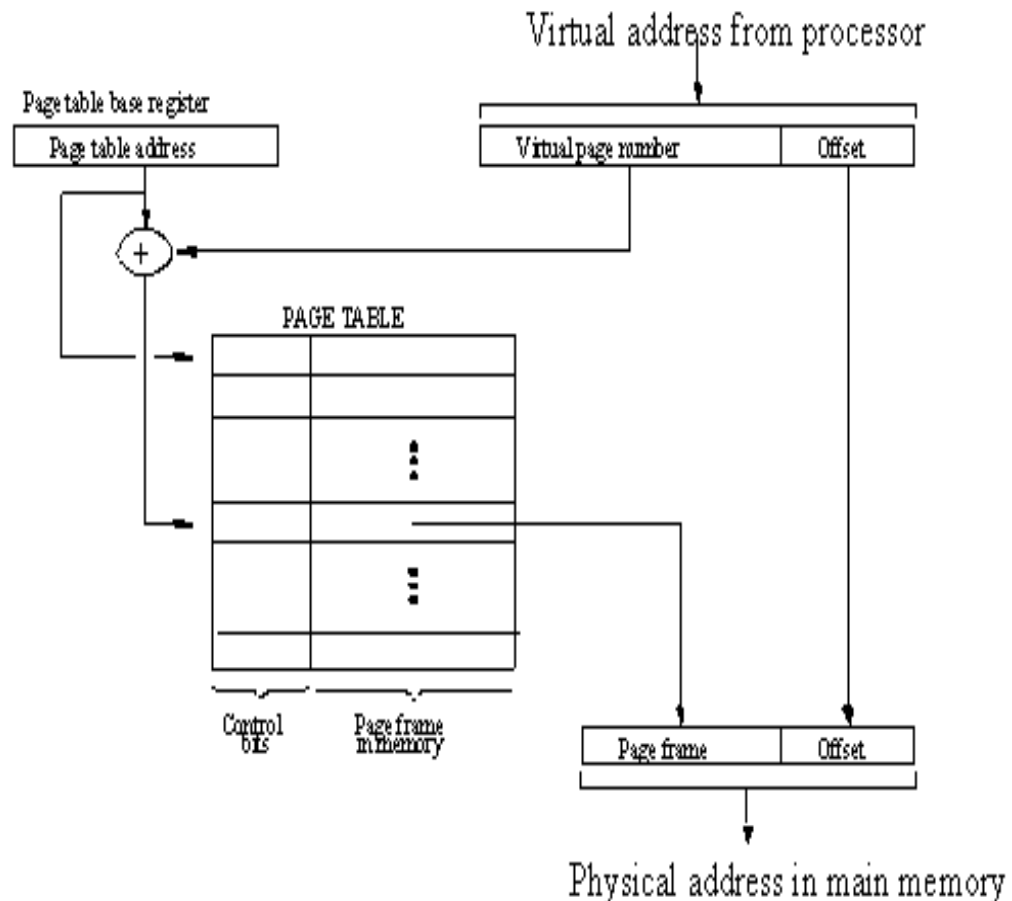 Virtual address from processor
Page table base register
Page table address
Virtual page number
Offset
+
PAGE TABLE
Control
bits
Page frame
in memory
Page frame
Offset
Physical address in main memory